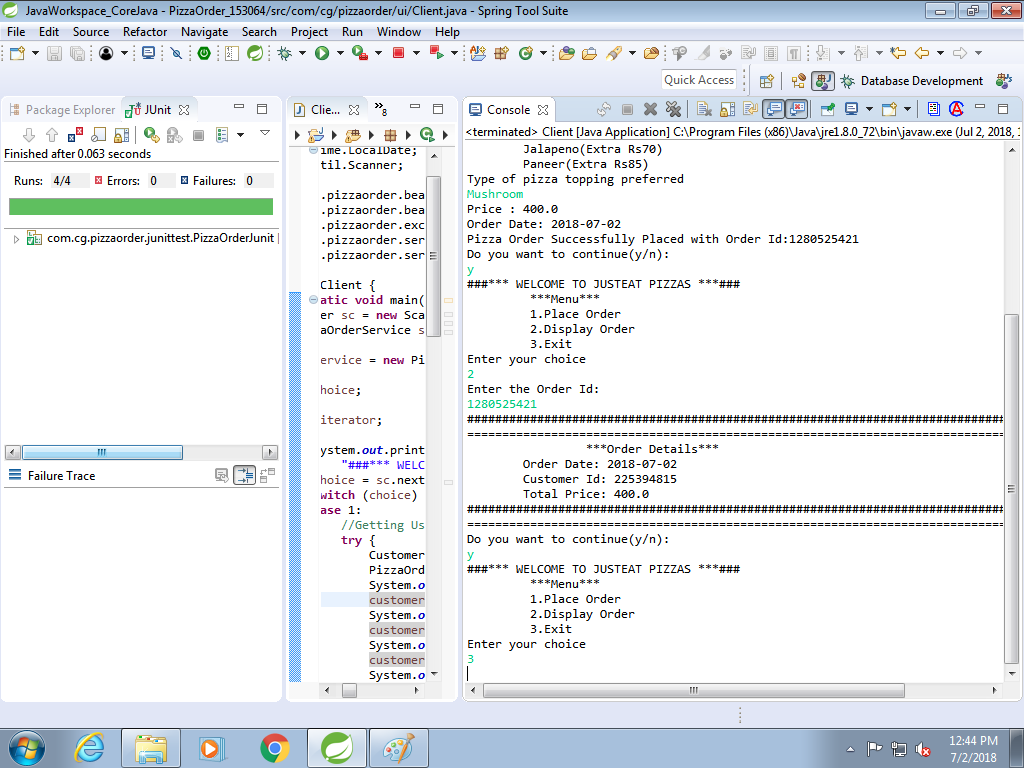 JavaWorkspace_CoreJava - PizzaOrder_153064/src/com/cg/pizzaorder/ui/Client.java - Spring Tool Suite
File Edit Source Refactor Navigate Search Project Run Window Help
Quick Access
Database Development
Package Explorer
JUnit
Finished after 0.063 seconds
Runs: 4/4
Errors: 0
Failures: 0
com.cg.pizzaorder.junittest.PizzaOrderJunit
Failure Trace
Clie...
»8
ime.LocalDate;
til.Scanner;
.pizzaorder.bea
.pizzaorder.bea
.pizzaorder.exc
.pizzaorder.ser
.pizzaorder.ser
Client {
atic void main(
er sc = new Sca
aOrderService s
ervice = new Pi
hoice;
iterator;
ystem.out.print
"###*** WELC
hoice = sc.next
witch (choice)
ase 1:
//Getting Us
try {
Customer
PizzaOrd
System.o
customer
System.o
customer
System.o
customer
System.o
Console
<terminated> Client [Java Application] C:\Program Files (x86)\Java\jre1.8.0_72\bin\javaw.exe (Jul 2, 2018, 1
Jalapeno(Extra Rs70)
Paneer(Extra Rs85)
Type of pizza topping preferred
Mushroom
Price : 400.0
Order Date: 2018-07-02
Pizza Order Successfully Placed with Order Id:1280525421
Do you want to continue(y/n):
y
###*** WELCOME TO JUSTEAT PIZZAS ***###
***Menu***
1.Place Order
2.Display Order
3.Exit
Enter your choice
2
Enter the Order Id:
1280525421
############################################################################
============================================================================
***Order Details***
Order Date: 2018-07-02
Customer Id: 225394815
Total Price: 400.0
############################################################################
============================================================================
Do you want to continue(y/n):
y
###*** WELCOME TO JUSTEAT PIZZAS ***###
***Menu***
1.Place Order
2.Display Order
3.Exit
Enter your choice
3
12:44 PM
7/2/2018